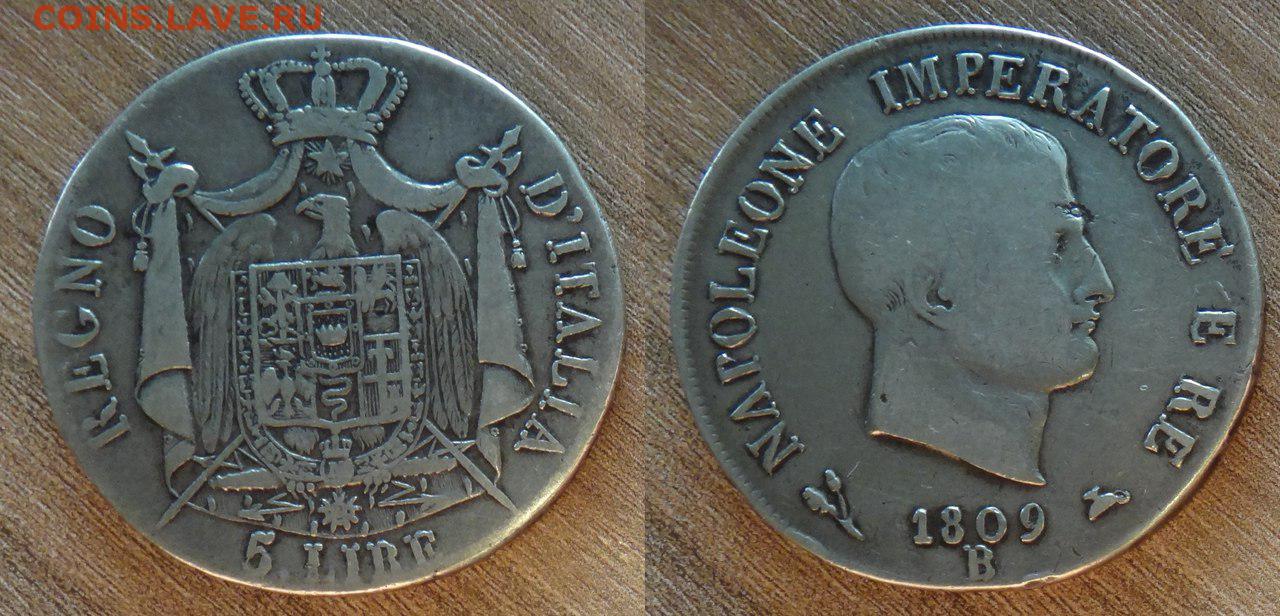 COINS.LAVE.RU
REGNO D'ITALIA
5. LIRE
NAPOLEONE IMPERATORE E RE
1809
B